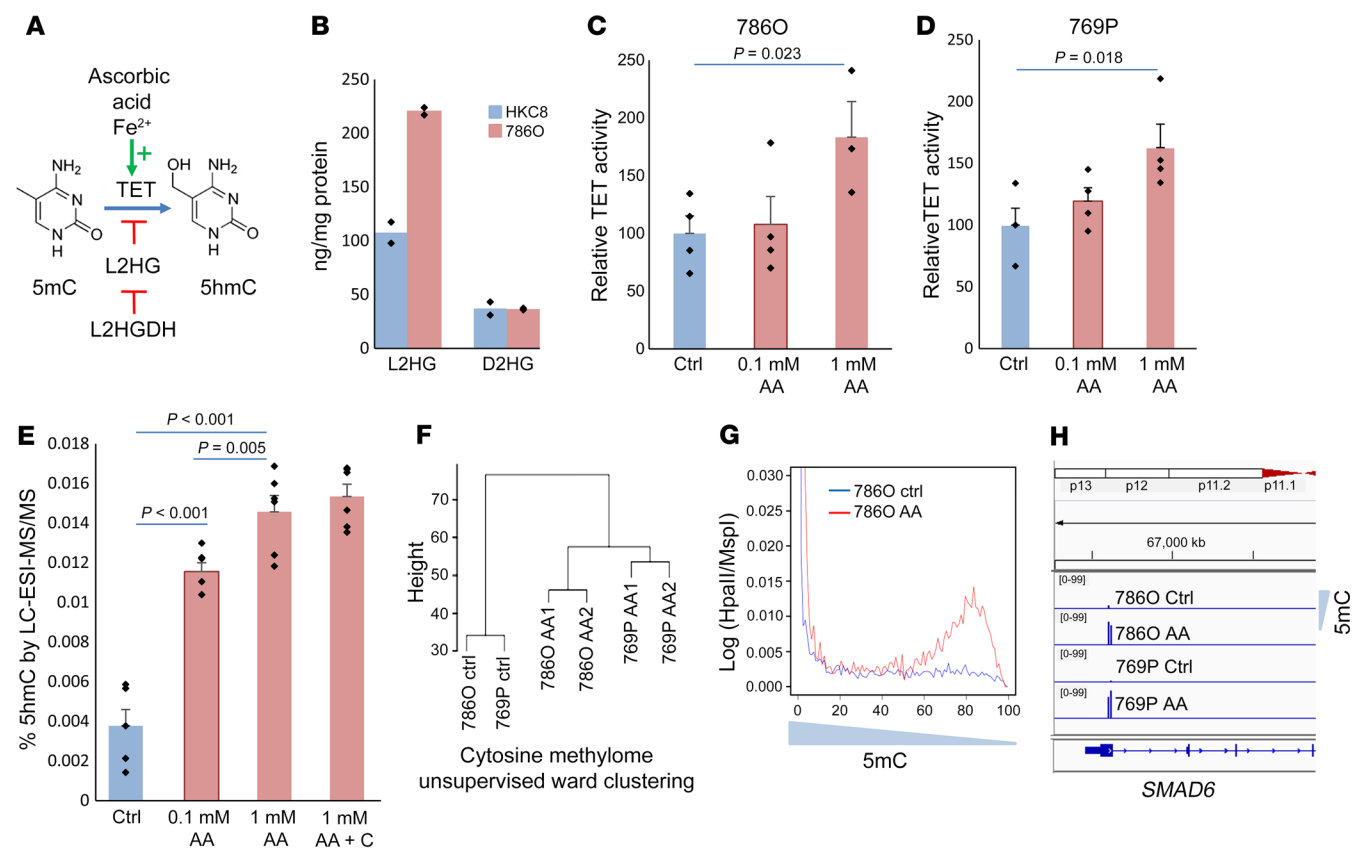 A
Ascorbic
acid
Fe2+
+
OH
NH2
NH2
TET
N
N
N
H
O
N
H
O
L2HG
5mC
5hmC
L2HGDH
B
250
200
150
100
50
0
ng/mg protein
HKC8
786O
L2HG
D2HG
C
786O
P = 0.023
250
200
150
100
50
0
Relative TET activity
Ctrl
0.1 mM
AA
1 mM
AA
D
769P
P = 0.018
250
200
150
100
50
0
RelativeTET activity
Ctrl
0.1 mM
AA
1 mM
AA
E
P < 0.001
P = 0.005
P < 0.001
0.018
0.016
0.014
0.012
0.01
0.008
0.006
0.004
0.002
0
% 5hmC by LC-ESI-MS/MS
Ctrl
0.1 mM
AA
1 mM
AA
1 mM
AA + C
F
Height
70
60
50
40
30
786O ctrl
769P ctrl
786O AA1
786O AA2
769P AA1
769P AA2
Cytosine methylome
unsupervised ward clustering
G
0.030
0.025
0.020
0.015
0.010
0.005
0.000
Log (HpaII/MspI)
786O ctrl
786O AA
0
20
40
60
80
100
5mC
H
p13
p12
p11.2
p11.1
67,000 kb
[0-99]
786O Ctrl
[0-99]
786O AA
[0-99]
769P Ctrl
[0-99]
769P AA
5mC
SMAD6